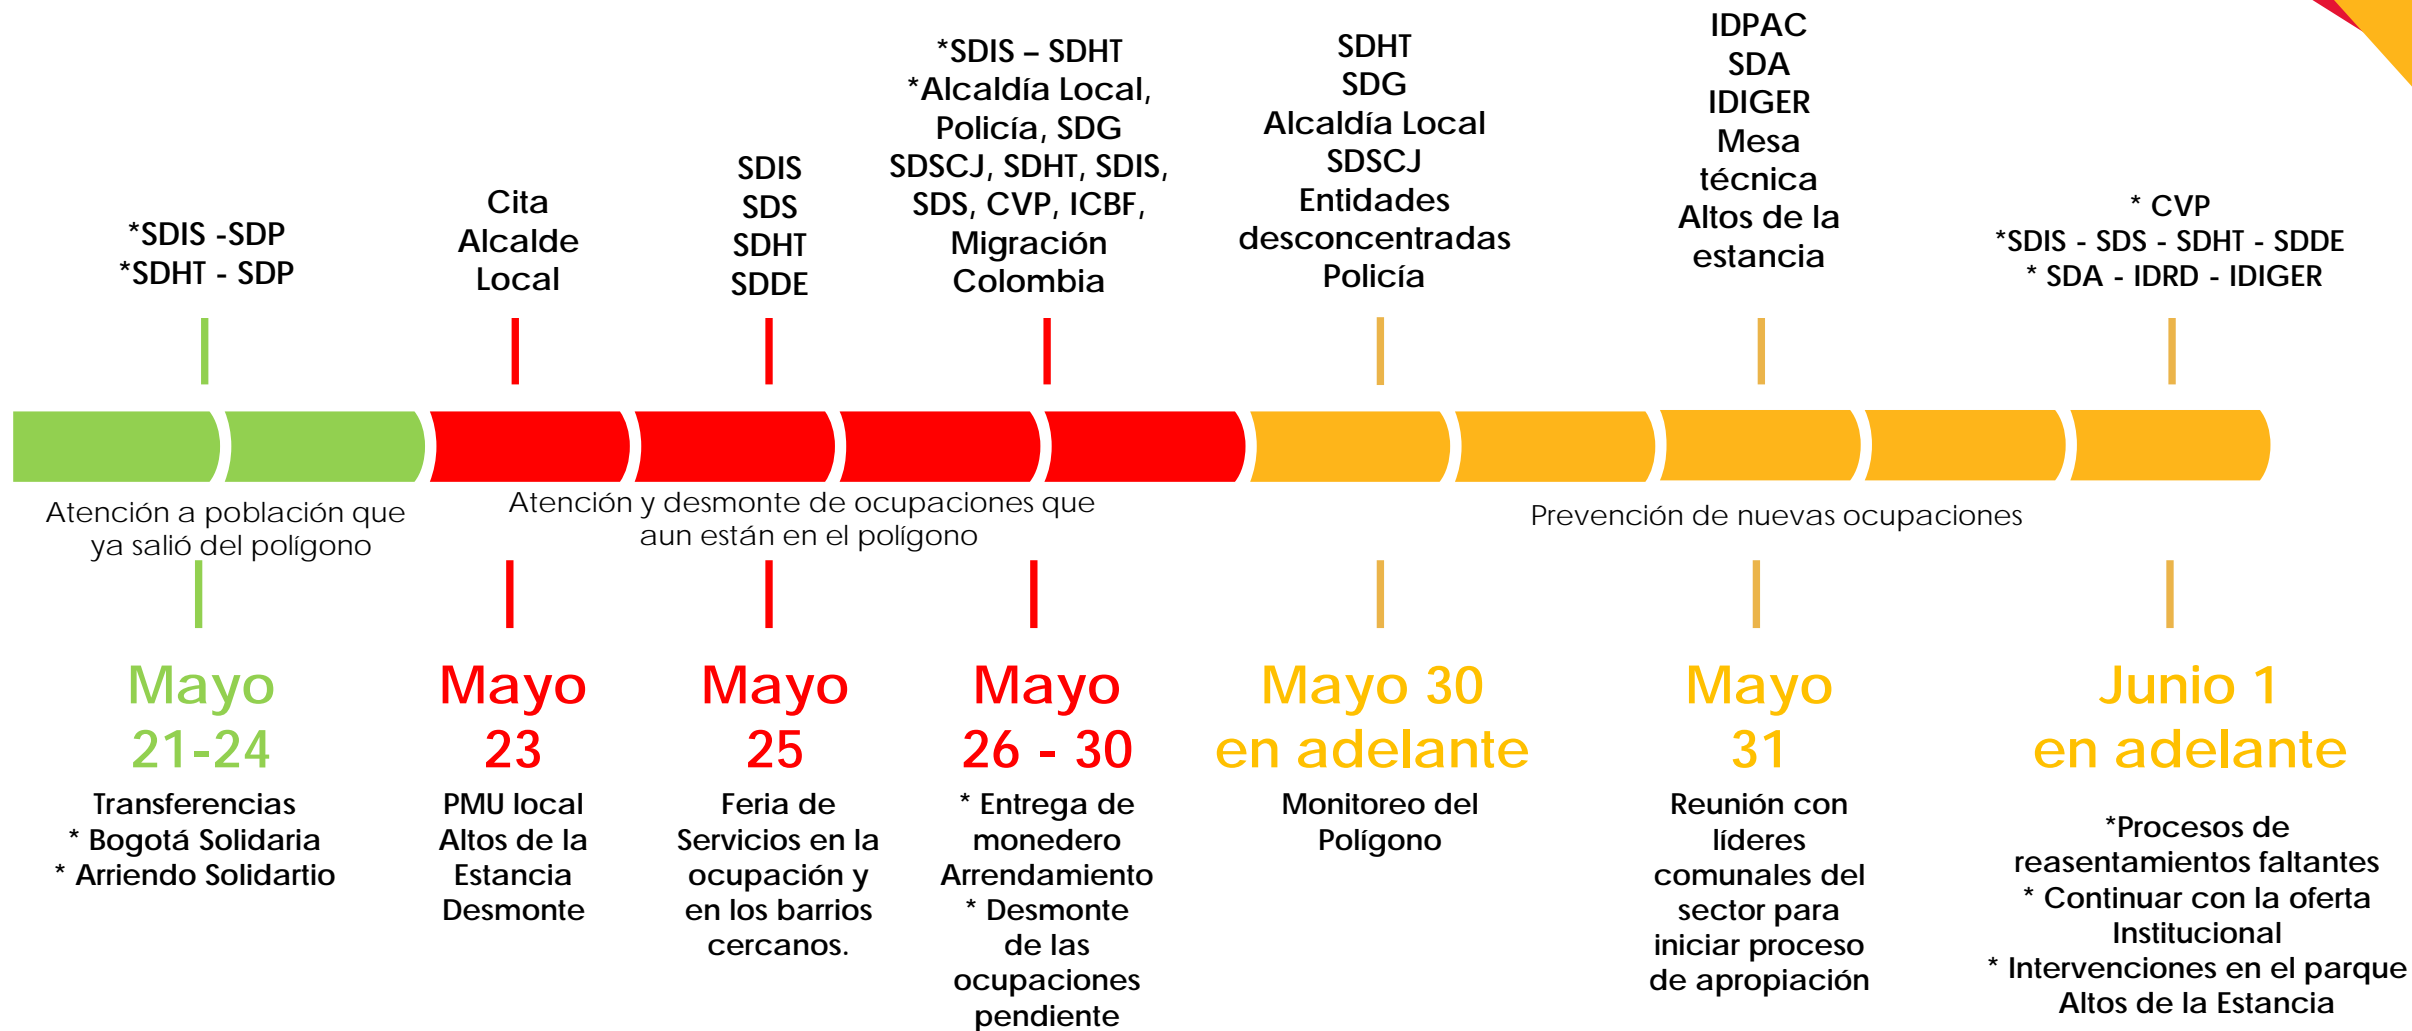 *SDIS -SDP
*SDHT - SDP
Cita
Alcalde
Local
SDIS
SDS
SDHT
SDDE
*SDIS – SDHT
*Alcaldía Local,
Policía, SDG
SDSCJ, SDHT, SDIS,
SDS, CVP, ICBF,
Migración
Colombia
SDHT
SDG
Alcaldía Local
SDSCJ
Entidades
desconcentradas
Policía
IDPAC
SDA
IDIGER
Mesa
técnica
Altos de la
estancia
* CVP
*SDIS - SDS - SDHT - SDDE
* SDA - IDRD - IDIGER
Atención a población que
ya salió del polígono
Atención y desmonte de ocupaciones que
aun están en el polígono
Prevención de nuevas ocupaciones
Mayo
21-24
Transferencias
* Bogotá Solidaria
* Arriendo Solidartio
Mayo
23
PMU local
Altos de la
Estancia
Desmonte
Mayo
25
Feria de
Servicios en la
ocupación y
en los barrios
cercanos.
Mayo
26 - 30
* Entrega de
monedero
Arrendamiento
* Desmonte
de las
ocupaciones
pendiente
Mayo 30
en adelante
Monitoreo del
Polígono
Mayo
31
Reunión con
líderes
comunales del
sector para
iniciar proceso
de apropiación
Junio 1
en adelante
*Procesos de
reasentamientos faltantes
* Continuar con la oferta
Institucional
* Intervenciones en el parque
Altos de la Estancia